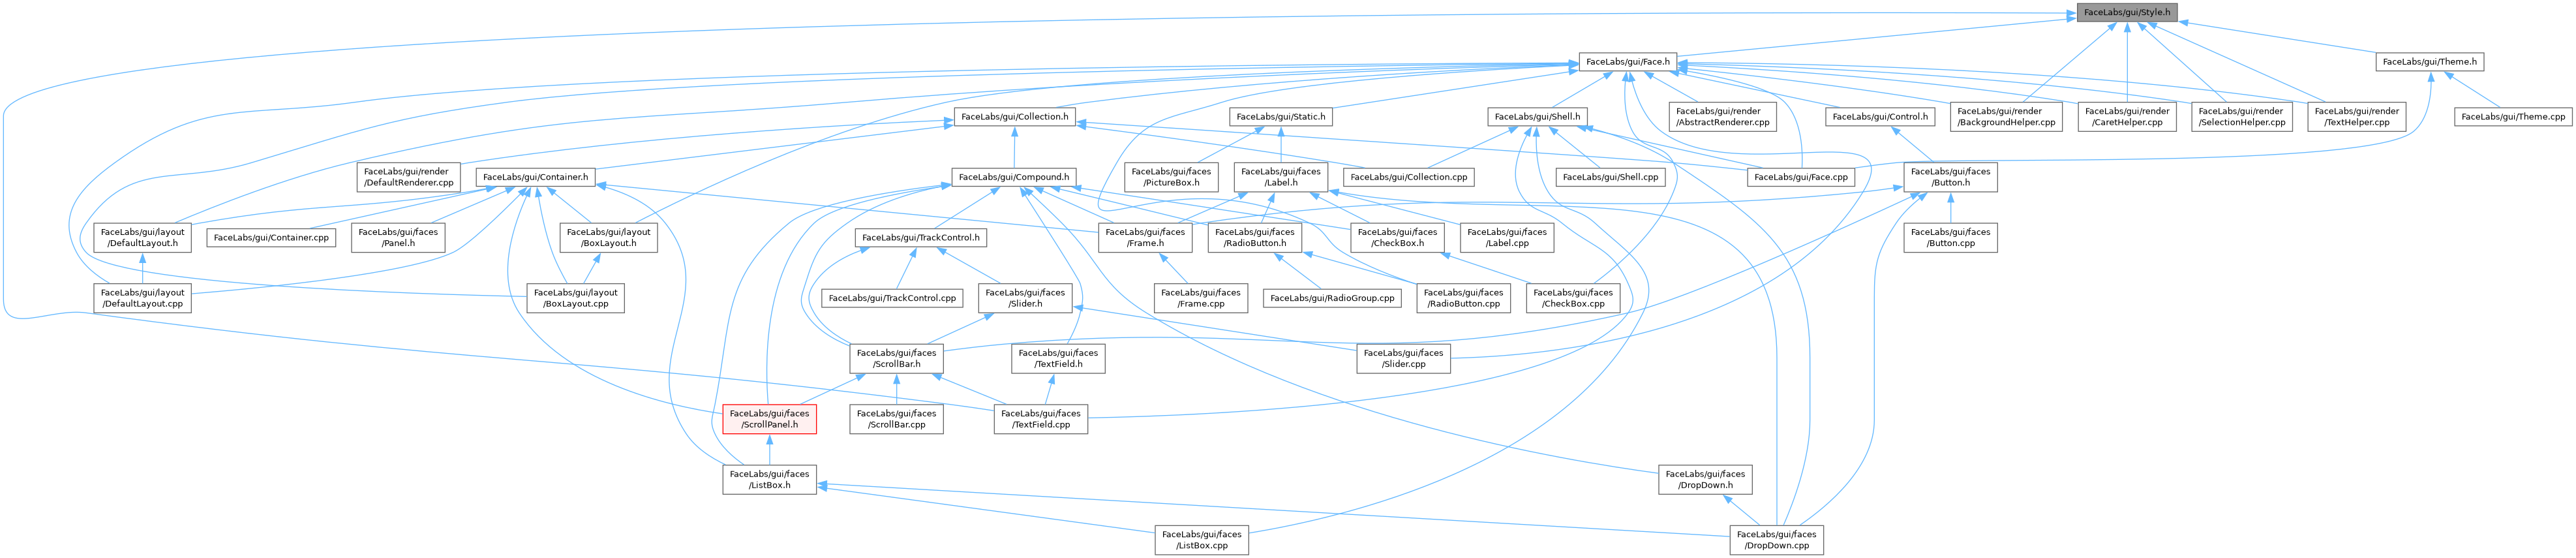 FaceLabs/gui/Style.h
FaceLabs/gui/Face.h
FaceLabs/gui/Theme.h
FaceLabs/gui/Collection.h
FaceLabs/gui/Static.h
FaceLabs/gui/Shell.h
FaceLabs/gui/render
/AbstractRenderer.cpp
FaceLabs/gui/Control.h
FaceLabs/gui/render
/BackgroundHelper.cpp
FaceLabs/gui/render
/CaretHelper.cpp
FaceLabs/gui/render
/SelectionHelper.cpp
FaceLabs/gui/render
/TextHelper.cpp
FaceLabs/gui/Theme.cpp
FaceLabs/gui/render
/DefaultRenderer.cpp
FaceLabs/gui/Container.h
FaceLabs/gui/Compound.h
FaceLabs/gui/faces
/PictureBox.h
FaceLabs/gui/faces
/Label.h
FaceLabs/gui/Collection.cpp
FaceLabs/gui/Shell.cpp
FaceLabs/gui/Face.cpp
FaceLabs/gui/faces
/Button.h
FaceLabs/gui/layout
/DefaultLayout.h
FaceLabs/gui/Container.cpp
FaceLabs/gui/faces
/Panel.h
FaceLabs/gui/layout
/BoxLayout.h
FaceLabs/gui/TrackControl.h
FaceLabs/gui/faces
/Frame.h
FaceLabs/gui/faces
/RadioButton.h
FaceLabs/gui/faces
/CheckBox.h
FaceLabs/gui/faces
/Label.cpp
FaceLabs/gui/faces
/Button.cpp
FaceLabs/gui/layout
/DefaultLayout.cpp
FaceLabs/gui/layout
/BoxLayout.cpp
FaceLabs/gui/TrackControl.cpp
FaceLabs/gui/faces
/Slider.h
FaceLabs/gui/faces
/Frame.cpp
FaceLabs/gui/RadioGroup.cpp
FaceLabs/gui/faces
/RadioButton.cpp
FaceLabs/gui/faces
/CheckBox.cpp
FaceLabs/gui/faces
/ScrollBar.h
FaceLabs/gui/faces
/TextField.h
FaceLabs/gui/faces
/Slider.cpp
FaceLabs/gui/faces
/ScrollPanel.h
FaceLabs/gui/faces
/ScrollBar.cpp
FaceLabs/gui/faces
/TextField.cpp
FaceLabs/gui/faces
/ListBox.h
FaceLabs/gui/faces
/DropDown.h
FaceLabs/gui/faces
/ListBox.cpp
FaceLabs/gui/faces
/DropDown.cpp